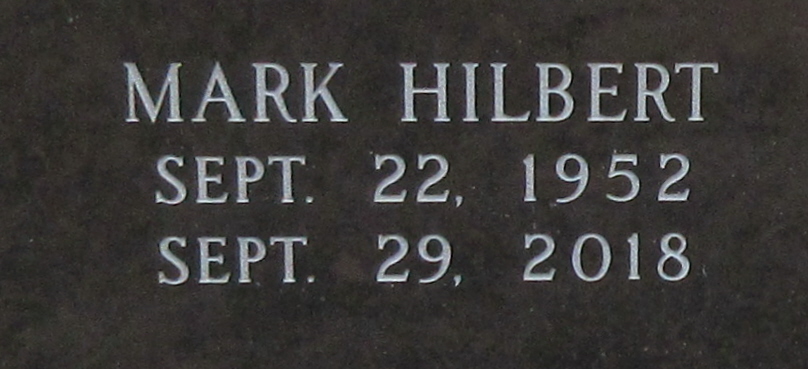 MARK HILBERT
SEPT. 22, 1952
SEPT. 29, 2018